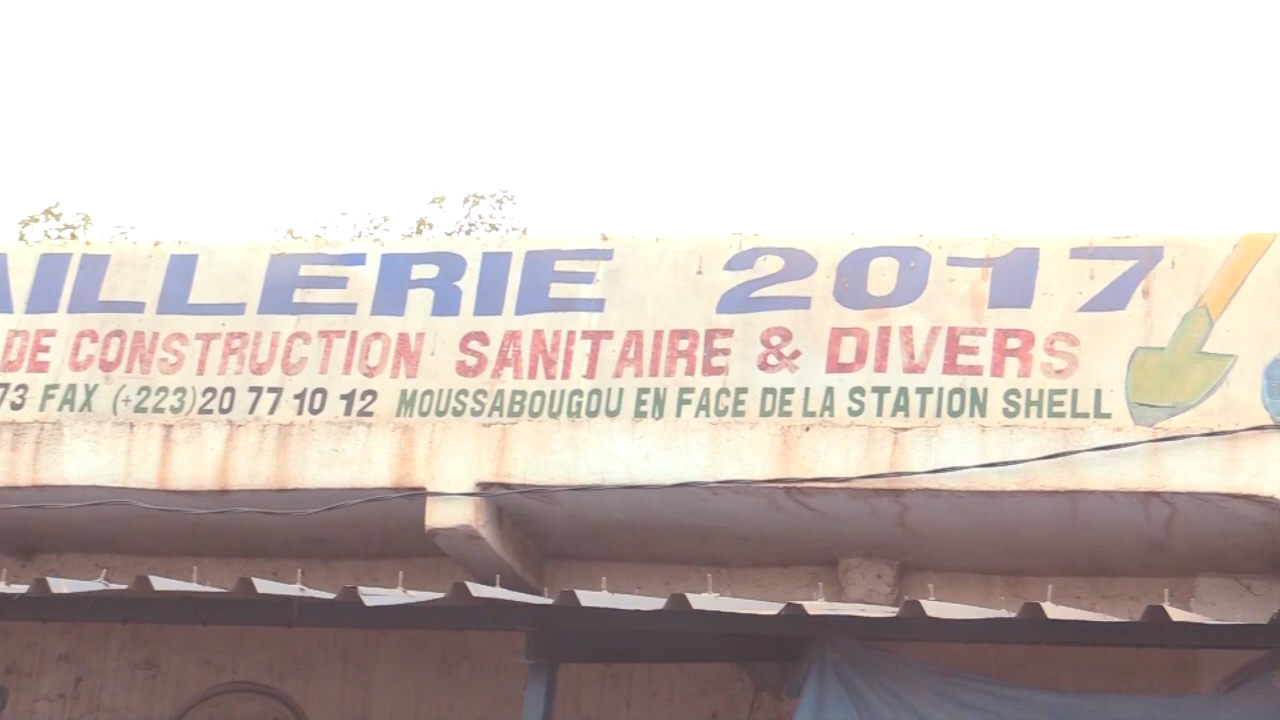 AILLERIE 2017
DE CONSTRUCTION SANITAIRE & DIVERS
73 FAX (+223)20 77 10 12 MOUSSABOUGOU EN FACE DE LA STATION SHELL